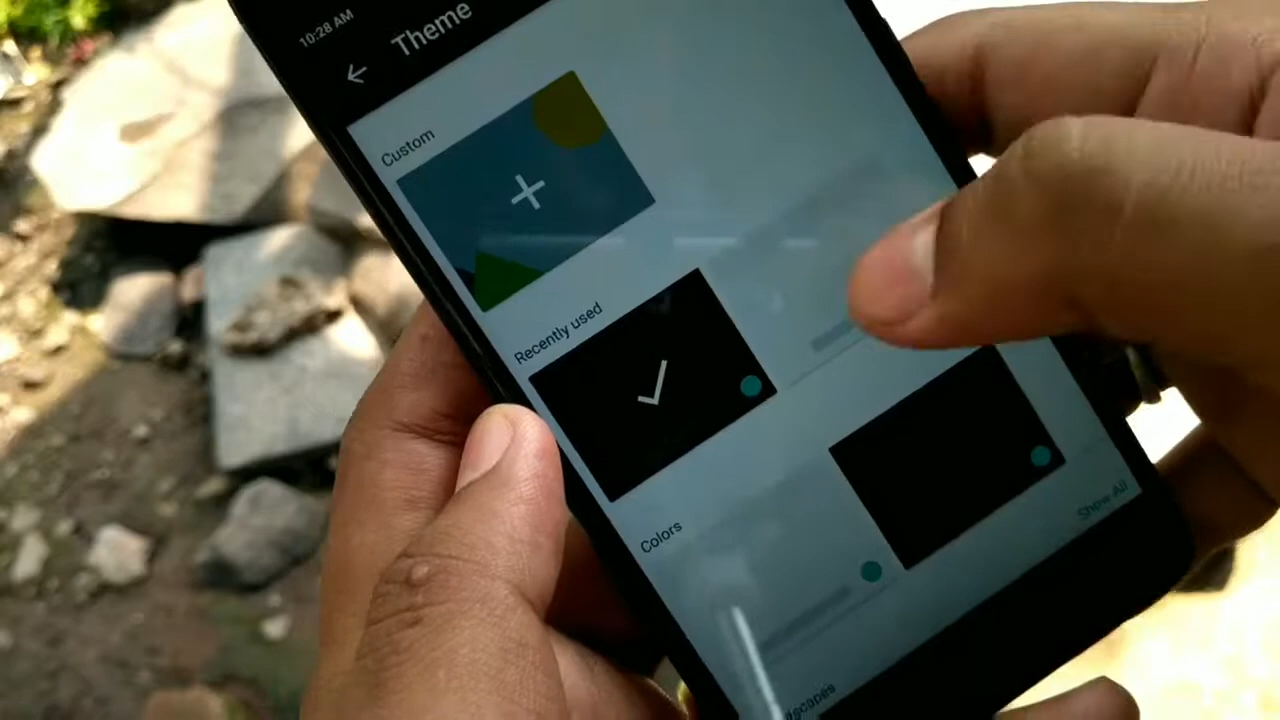 10:28 AM
Theme
Custom
Recently used
Colors
Show All